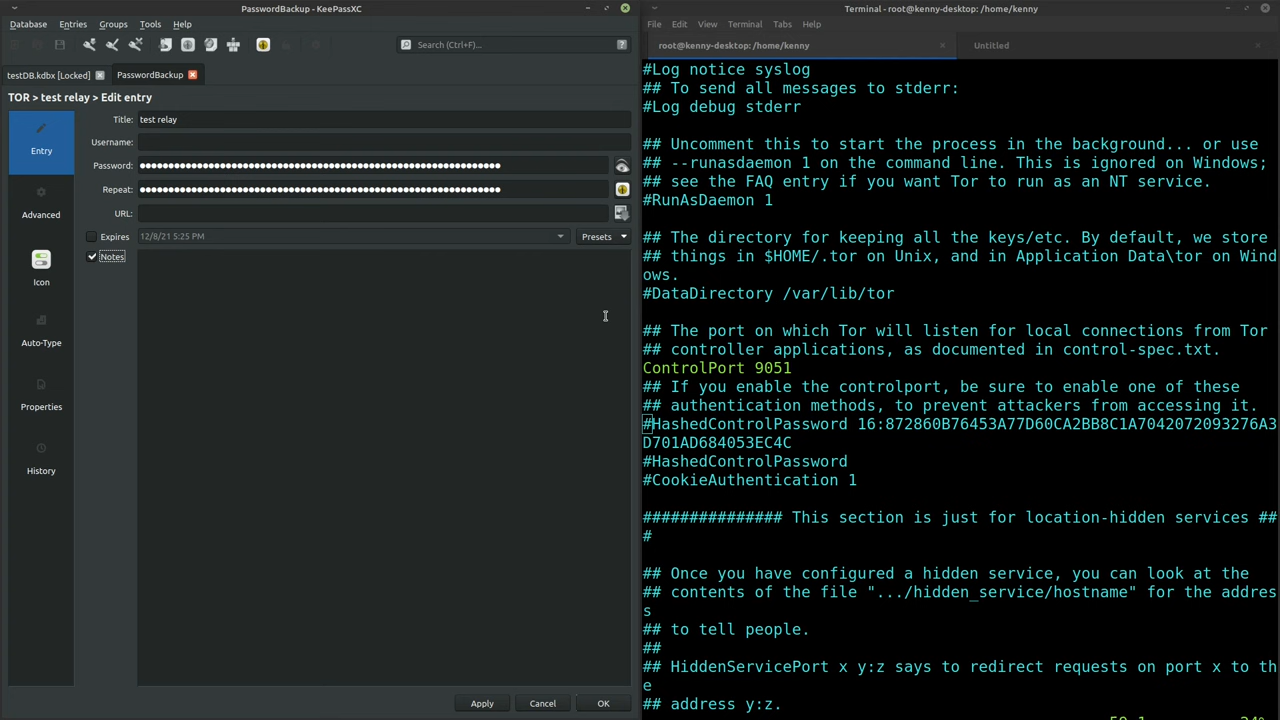 PasswordBackup - KeePassXC
Database Entries Groups Tools Help
Search (Ctrl+F)...
testDB.kdbx [Locked] PasswordBackup
TOR > test relay > Edit entry
Entry
Advanced
Icon
Auto-Type
Properties
History
Title: test relay
Username:
Password: ●●●●●●●●●●●●●●●●●●●●●●●●●●●●●●●●●●●●●●●●●●●●●●●●●●●●●●●●●●●●●●●●
Repeat: ●●●●●●●●●●●●●●●●●●●●●●●●●●●●●●●●●●●●●●●●●●●●●●●●●●●●●●●●●●●●●●●●
URL:
Expires 12/8/21 5:25 PM Presets
Notes
Apply Cancel OK
Terminal - root@kenny-desktop: /home/kenny
File Edit View Terminal Tabs Help
root@kenny-desktop: /home/kenny Untitled
#Log notice syslog
## To send all messages to stderr:
#Log debug stderr
## Uncomment this to start the process in the background... or use
## --runasdaemon 1 on the command line. This is ignored on Windows;
## see the FAQ entry if you want Tor to run as an NT service.
#RunAsDaemon 1
## The directory for keeping all the keys/etc. By default, we store
## things in $HOME/.tor on Unix, and in Application Data\tor on Wind
ows.
#DataDirectory /var/lib/tor
## The port on which Tor will listen for local connections from Tor
## controller applications, as documented in control-spec.txt.
ControlPort 9051
## If you enable the controlport, be sure to enable one of these
## authentication methods, to prevent attackers from accessing it.
#HashedControlPassword 16:872860B76453A77D60CA2BB8C1A7042072093276A3
D701AD684053EC4C
#HashedControlPassword
#CookieAuthentication 1
############### This section is just for location-hidden services ##
#
## Once you have configured a hidden service, you can look at the
## contents of the file ".../hidden_service/hostname" for the addres
s
## to tell people.
##
## HiddenServicePort x y:z says to redirect requests on port x to th
e
## address y:z.